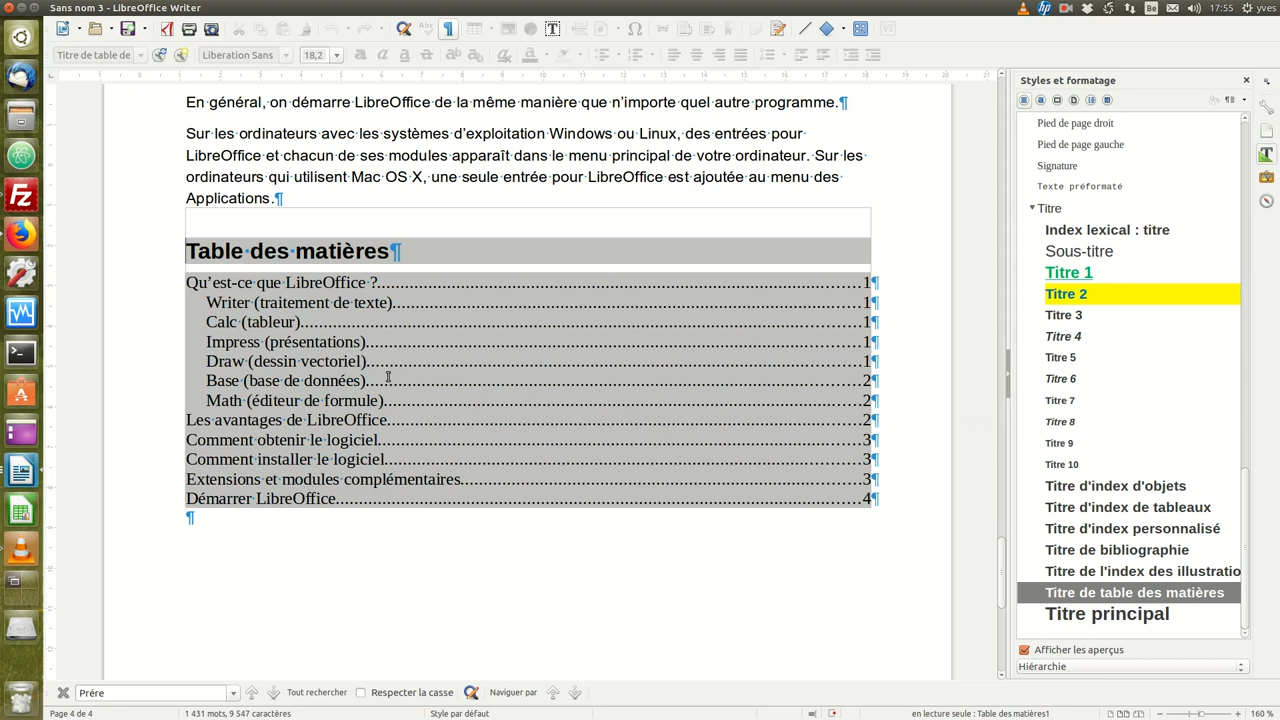 Sans nom 3 - LibreOffice Writer
Be
17:55
yves
Titre de table de
Liberation Sans
18,2
En général, on démarre LibreOffice de la même manière que n'importe quel autre programme.¶
Sur les ordinateurs avec les systèmes d'exploitation Windows ou Linux, des entrées pour
LibreOffice et chacun de ses modules apparaît dans le menu principal de votre ordinateur. Sur les
ordinateurs qui utilisent Mac OS X, une seule entrée pour LibreOffice est ajoutée au menu des
Applications.¶
Table des matières¶
Qu'est-ce que LibreOffice ?.....1¶
Writer (traitement de texte).....1¶
Calc (tableur).....1¶
Impress (présentations).....1¶
Draw (dessin vectoriel).....1¶
Base (base de données).....2¶
Math (éditeur de formule).....2¶
Les avantages de LibreOffice.....2¶
Comment obtenir le logiciel.....3¶
Comment installer le logiciel.....3¶
Extensions et modules complémentaires.....3¶
Démarrer LibreOffice.....4¶
¶
Styles et formatage
Pied de page droit
Pied de page gauche
Signature
Texte préformaté
Titre
Index lexical : titre
Sous-titre
Titre 1
Titre 2
Titre 3
Titre 4
Titre 5
Titre 6
Titre 7
Titre 8
Titre 9
Titre 10
Titre d'index d'objets
Titre d'index de tableaux
Titre d'index personnalisé
Titre de bibliographie
Titre de l'index des illustratio
Titre de table des matières
Titre principal
Afficher les aperçus
Hiérarchie
Prére
Tout rechercher
Respecter la casse
Naviguer par
Page 4 de 4
1 431 mots, 9 547 caractères
Style par défaut
en lecture seule : Table des matières1
160 %